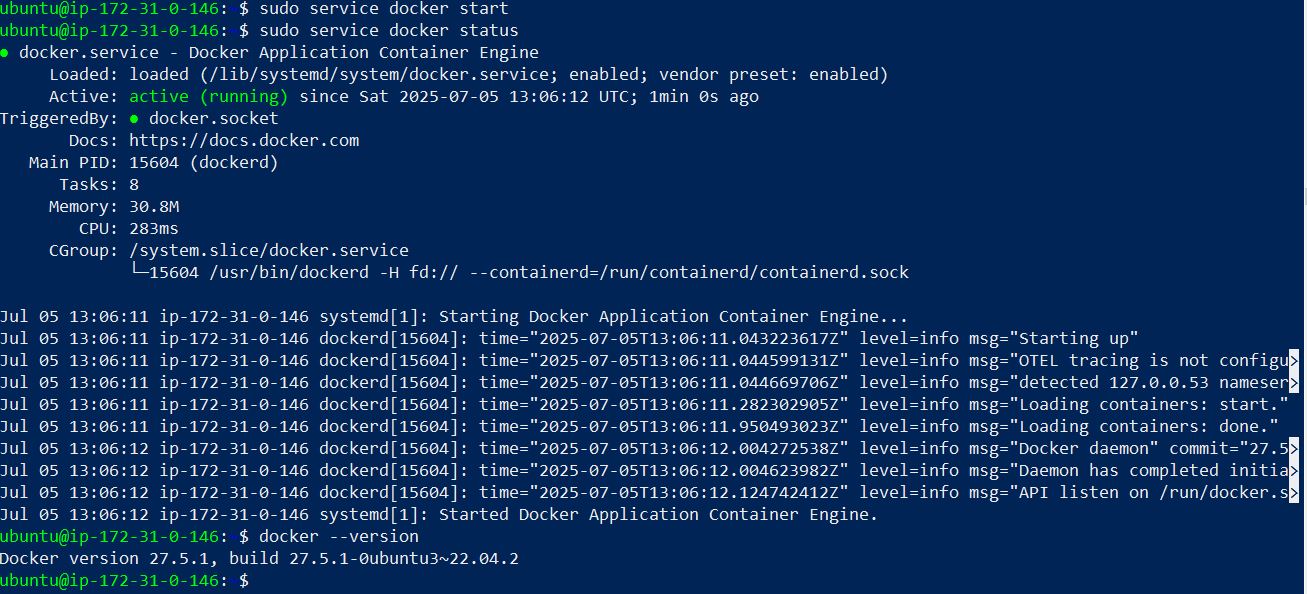 ubuntu@ip-172-31-0-146:~$ sudo service docker start
ubuntu@ip-172-31-0-146:~$ sudo service docker status
● docker.service - Docker Application Container Engine
     Loaded: loaded (/lib/systemd/system/docker.service; enabled; vendor preset: enabled)
     Active: active (running) since Sat 2025-07-05 13:06:12 UTC; 1min 0s ago
TriggeredBy: ● docker.socket
       Docs: https://docs.docker.com
   Main PID: 15604 (dockerd)
      Tasks: 8
     Memory: 30.8M
        CPU: 283ms
     CGroup: /system.slice/docker.service
             └─15604 /usr/bin/dockerd -H fd:// --containerd=/run/containerd/containerd.sock

Jul 05 13:06:11 ip-172-31-0-146 systemd[1]: Starting Docker Application Container Engine...
Jul 05 13:06:11 ip-172-31-0-146 dockerd[15604]: time="2025-07-05T13:06:11.043223617Z" level=info msg="Starting up"
Jul 05 13:06:11 ip-172-31-0-146 dockerd[15604]: time="2025-07-05T13:06:11.044599131Z" level=info msg="OTEL tracing is not configu>
Jul 05 13:06:11 ip-172-31-0-146 dockerd[15604]: time="2025-07-05T13:06:11.044669706Z" level=info msg="detected 127.0.0.53 nameser>
Jul 05 13:06:11 ip-172-31-0-146 dockerd[15604]: time="2025-07-05T13:06:11.282302905Z" level=info msg="Loading containers: start."
Jul 05 13:06:11 ip-172-31-0-146 dockerd[15604]: time="2025-07-05T13:06:11.950493023Z" level=info msg="Loading containers: done."
Jul 05 13:06:12 ip-172-31-0-146 dockerd[15604]: time="2025-07-05T13:06:12.004272538Z" level=info msg="Docker daemon" commit="27.5>
Jul 05 13:06:12 ip-172-31-0-146 dockerd[15604]: time="2025-07-05T13:06:12.004623982Z" level=info msg="Daemon has completed initia>
Jul 05 13:06:12 ip-172-31-0-146 dockerd[15604]: time="2025-07-05T13:06:12.124742412Z" level=info msg="API listen on /run/docker.s>
Jul 05 13:06:12 ip-172-31-0-146 systemd[1]: Started Docker Application Container Engine.
ubuntu@ip-172-31-0-146:~$ docker --version
Docker version 27.5.1, build 27.5.1-0ubuntu3~22.04.2
ubuntu@ip-172-31-0-146:~$